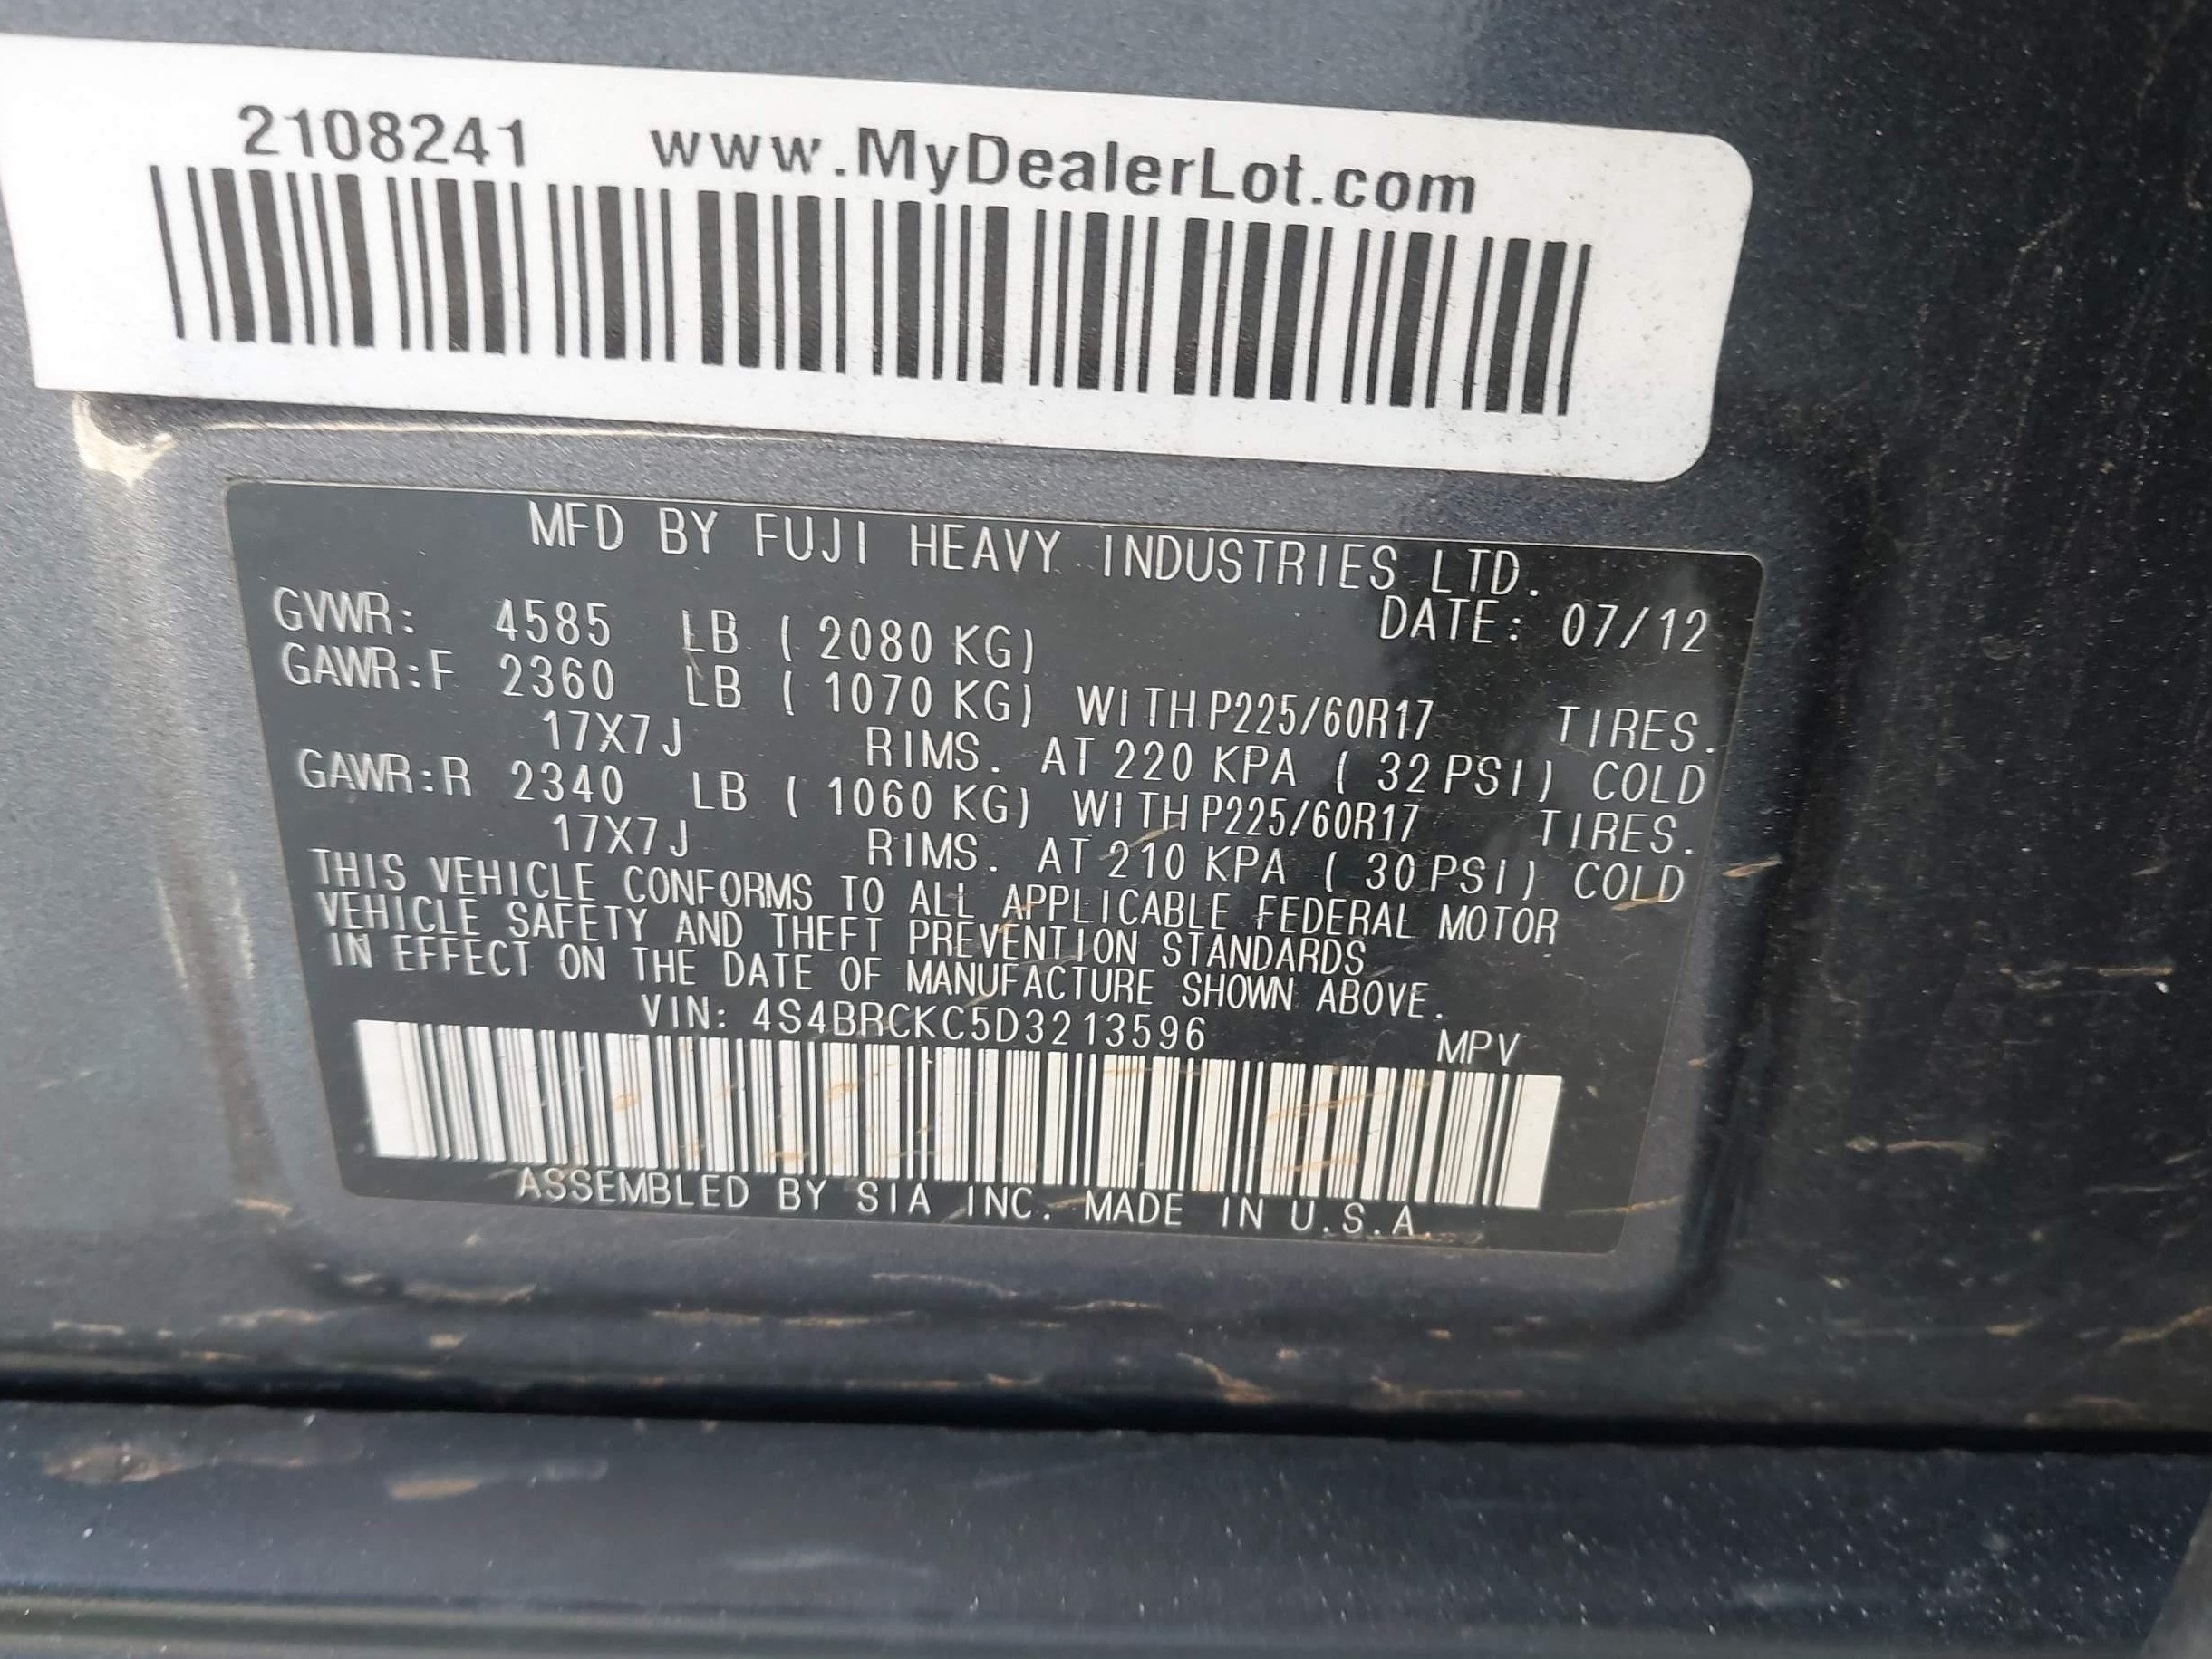 2108241 www.MyDealerLot.com
MFD BY FUJI HEAVY INDUSTRIES LTD.
DATE: 07/12
GVWR: 4585 LB ( 2080 KG)
GAWR:F 2360 LB ( 1070 KG) WITH P225/60R17 TIRES.
17X7J RIMS. AT 220 KPA ( 32 PSI) COLD
GAWR:R 2340 LB ( 1060 KG) WITH P225/60R17 TIRES.
17X7J RIMS. AT 210 KPA ( 30 PSI) COLD
THIS VEHICLE CONFORMS TO ALL APPLICABLE FEDERAL MOTOR
VEHICLE SAFETY AND THEFT PREVENTION STANDARDS
IN EFFECT ON THE DATE OF MANUFACTURE SHOWN ABOVE.
VIN: 4S4BRCKC5D3213596 MPV
ASSEMBLED BY SIA INC. MADE IN U.S.A